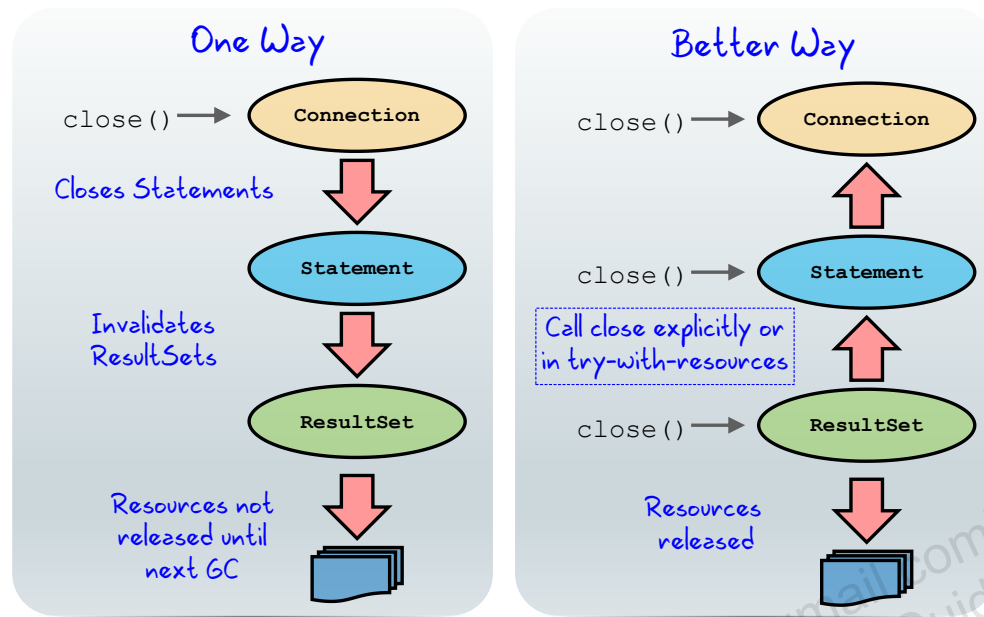 One Way
close()
Connection
Closes Statements
Statement
Invalidates
ResultSets
ResultSet
Resources not
released until
next GC
Better Way
close()
Connection
close()
Statement
Call close explicitly or
in try-with-resources
close()
ResultSet
Resources
released